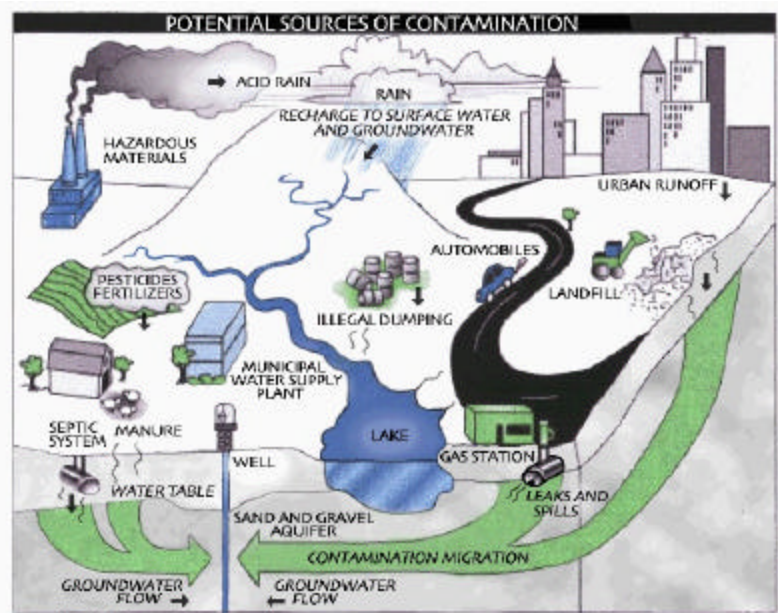 POTENTIAL SOURCES OF CONTAMINATION
ACID RAIN
RAIN
RECHARGE TO SURFACE WATER
AND GROUNDWATER
HAZARDOUS
MATERIALS
URBAN RUNOFF
AUTOMOBILES
PESTICIDES
FERTILIZERS
LANDFILL
ILLEGAL DUMPING
MUNICIPAL
WATER SUPPLY
PLANT
SEPTIC
SYSTEM
MANURE
LAKE
WELL
GAS STATION
WATER TABLE
LEAKS AND
SPILLS
SAND AND GRAVEL
AQUIFER
CONTAMINATION MIGRATION
GROUNDWATER
FLOW
GROUNDWATER
FLOW